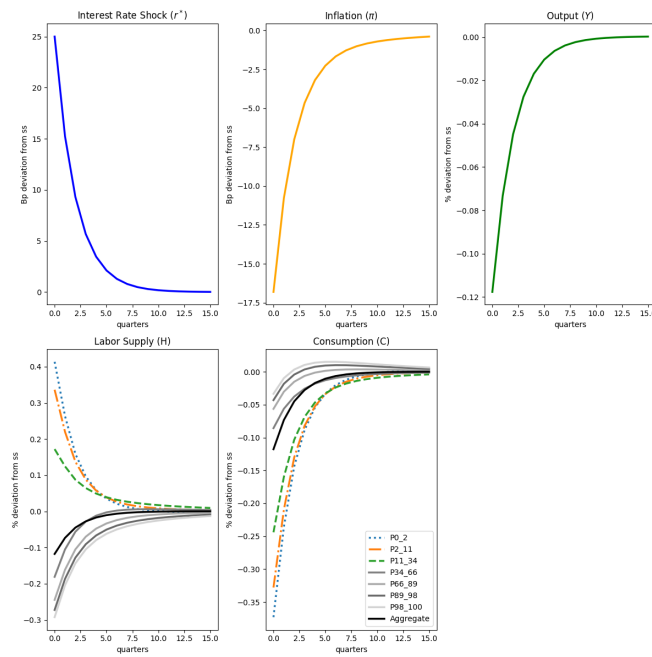 Interest Rate Shock (r*)
Bp deviation from ss
25
20
15
10
5
0
0.0 2.5 5.0 7.5 10.0 12.5 15.0
quarters
Inflation (π)
Bp deviation from ss
0.0
−2.5
−5.0
−7.5
−10.0
−12.5
−15.0
−17.5
0.0 2.5 5.0 7.5 10.0 12.5 15.0
quarters
Output (Y)
% deviation from ss
0.00
−0.02
−0.04
−0.06
−0.08
−0.10
−0.12
0.0 2.5 5.0 7.5 10.0 12.5 15.0
quarters
Labor Supply (H)
% deviation from ss
0.4
0.3
0.2
0.1
0.0
−0.1
−0.2
−0.3
0.0 2.5 5.0 7.5 10.0 12.5 15.0
quarters
Consumption (C)
% deviation from ss
0.00
−0.05
−0.10
−0.15
−0.20
−0.25
−0.30
−0.35
0.0 2.5 5.0 7.5 10.0 12.5 15.0
quarters
P0_2
P2_11
P11_34
P34_66
P66_89
P89_98
P98_100
Aggregate